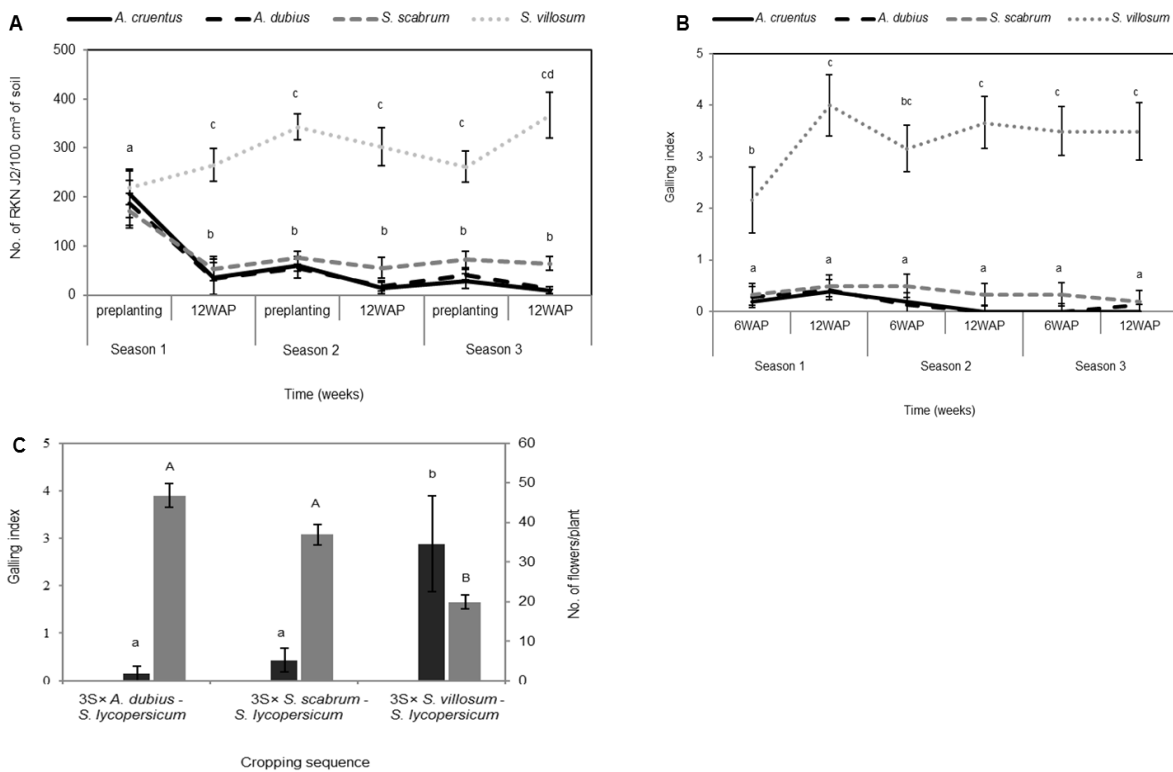 A. cruentus A. dubius S. scabrum S. villosum
A
No. of RKN J2/100 cm³ of soil
500
400
300
200
100
0
a c c c c cd
b b b b b
preplanting 12WAP preplanting 12WAP preplanting 12WAP
Season 1 Season 2 Season 3
Time (weeks)
A. cruentus A. dubius S. scabrum S. villosum
B
Galling index
5
4
3
2
1
0
b c bc c c c
a a a a a a
6WAP 12WAP 6WAP 12WAP 6WAP 12WAP
Season 1 Season 2 Season 3
Time (weeks)
C
Galling index
5
4
3
2
1
0
a A a A b B
60
50
40
30
20
10
0
No. of flowers/plant
3S× A. dubius - S. lycopersicum
3S× S. scabrum - S. lycopersicum
3S× S. villosum - S. lycopersicum
Cropping sequence